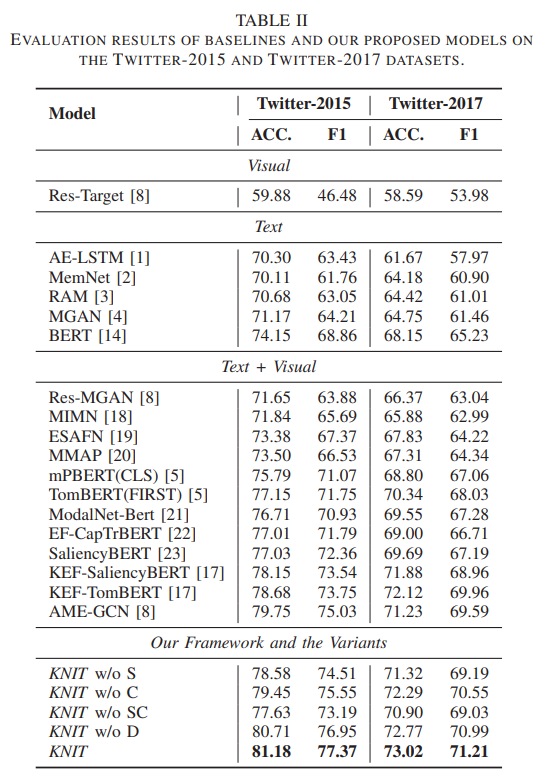 TABLE II
EVALUATION RESULTS OF BASELINES AND OUR PROPOSED MODELS ON
THE TWITTER-2015 AND TWITTER-2017 DATASETS.
Model Twitter-2015 Twitter-2017
ACC. F1 ACC. F1
Visual
Res-Target [8] 59.88 46.48 58.59 53.98
Text
AE-LSTM [1] 70.30 63.43 61.67 57.97
MemNet [2] 70.11 61.76 64.18 60.90
RAM [3] 70.68 63.05 64.42 61.01
MGAN [4] 71.17 64.21 64.75 61.46
BERT [14] 74.15 68.86 68.15 65.23
Text + Visual
Res-MGAN [8] 71.65 63.88 66.37 63.04
MIMN [18] 71.84 65.69 65.88 62.99
ESAFN [19] 73.38 67.37 67.83 64.22
MMAP [20] 73.50 66.53 67.31 64.34
mPBERT(CLS) [5] 75.79 71.07 68.80 67.06
TomBERT(FIRST) [5] 77.15 71.75 70.34 68.03
ModalNet-Bert [21] 76.71 70.93 69.55 67.28
EF-CapTrBERT [22] 77.01 71.79 69.00 66.71
SaliencyBERT [23] 77.03 72.36 69.69 67.19
KEF-SaliencyBERT [17] 78.15 73.54 71.88 68.96
KEF-TomBERT [17] 78.68 73.75 72.12 69.96
AME-GCN [8] 79.75 75.03 71.23 69.59
Our Framework and the Variants
KNIT w/o S 78.58 74.51 71.32 69.19
KNIT w/o C 79.45 75.55 72.29 70.55
KNIT w/o SC 77.63 73.19 70.90 69.03
KNIT w/o D 80.71 76.95 72.77 70.99
KNIT 81.18 77.37 73.02 71.21